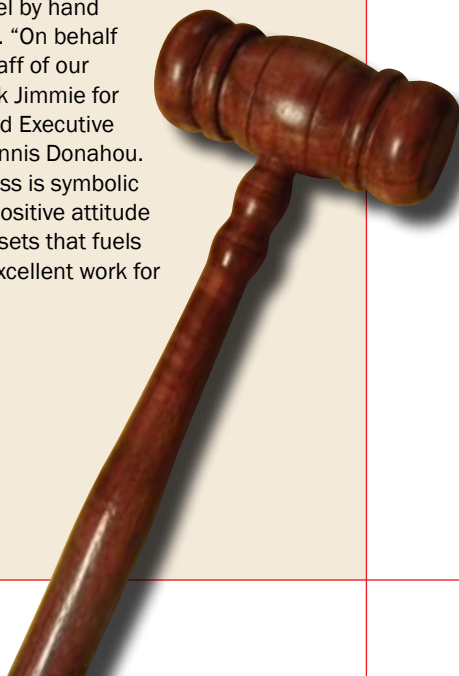 el by hand
. “On behalf
aff of our
k Jimmie for
d Executive
nnis Donahou.
ss is symbolic
ositive attitude
sets that fuels
xcellent work for